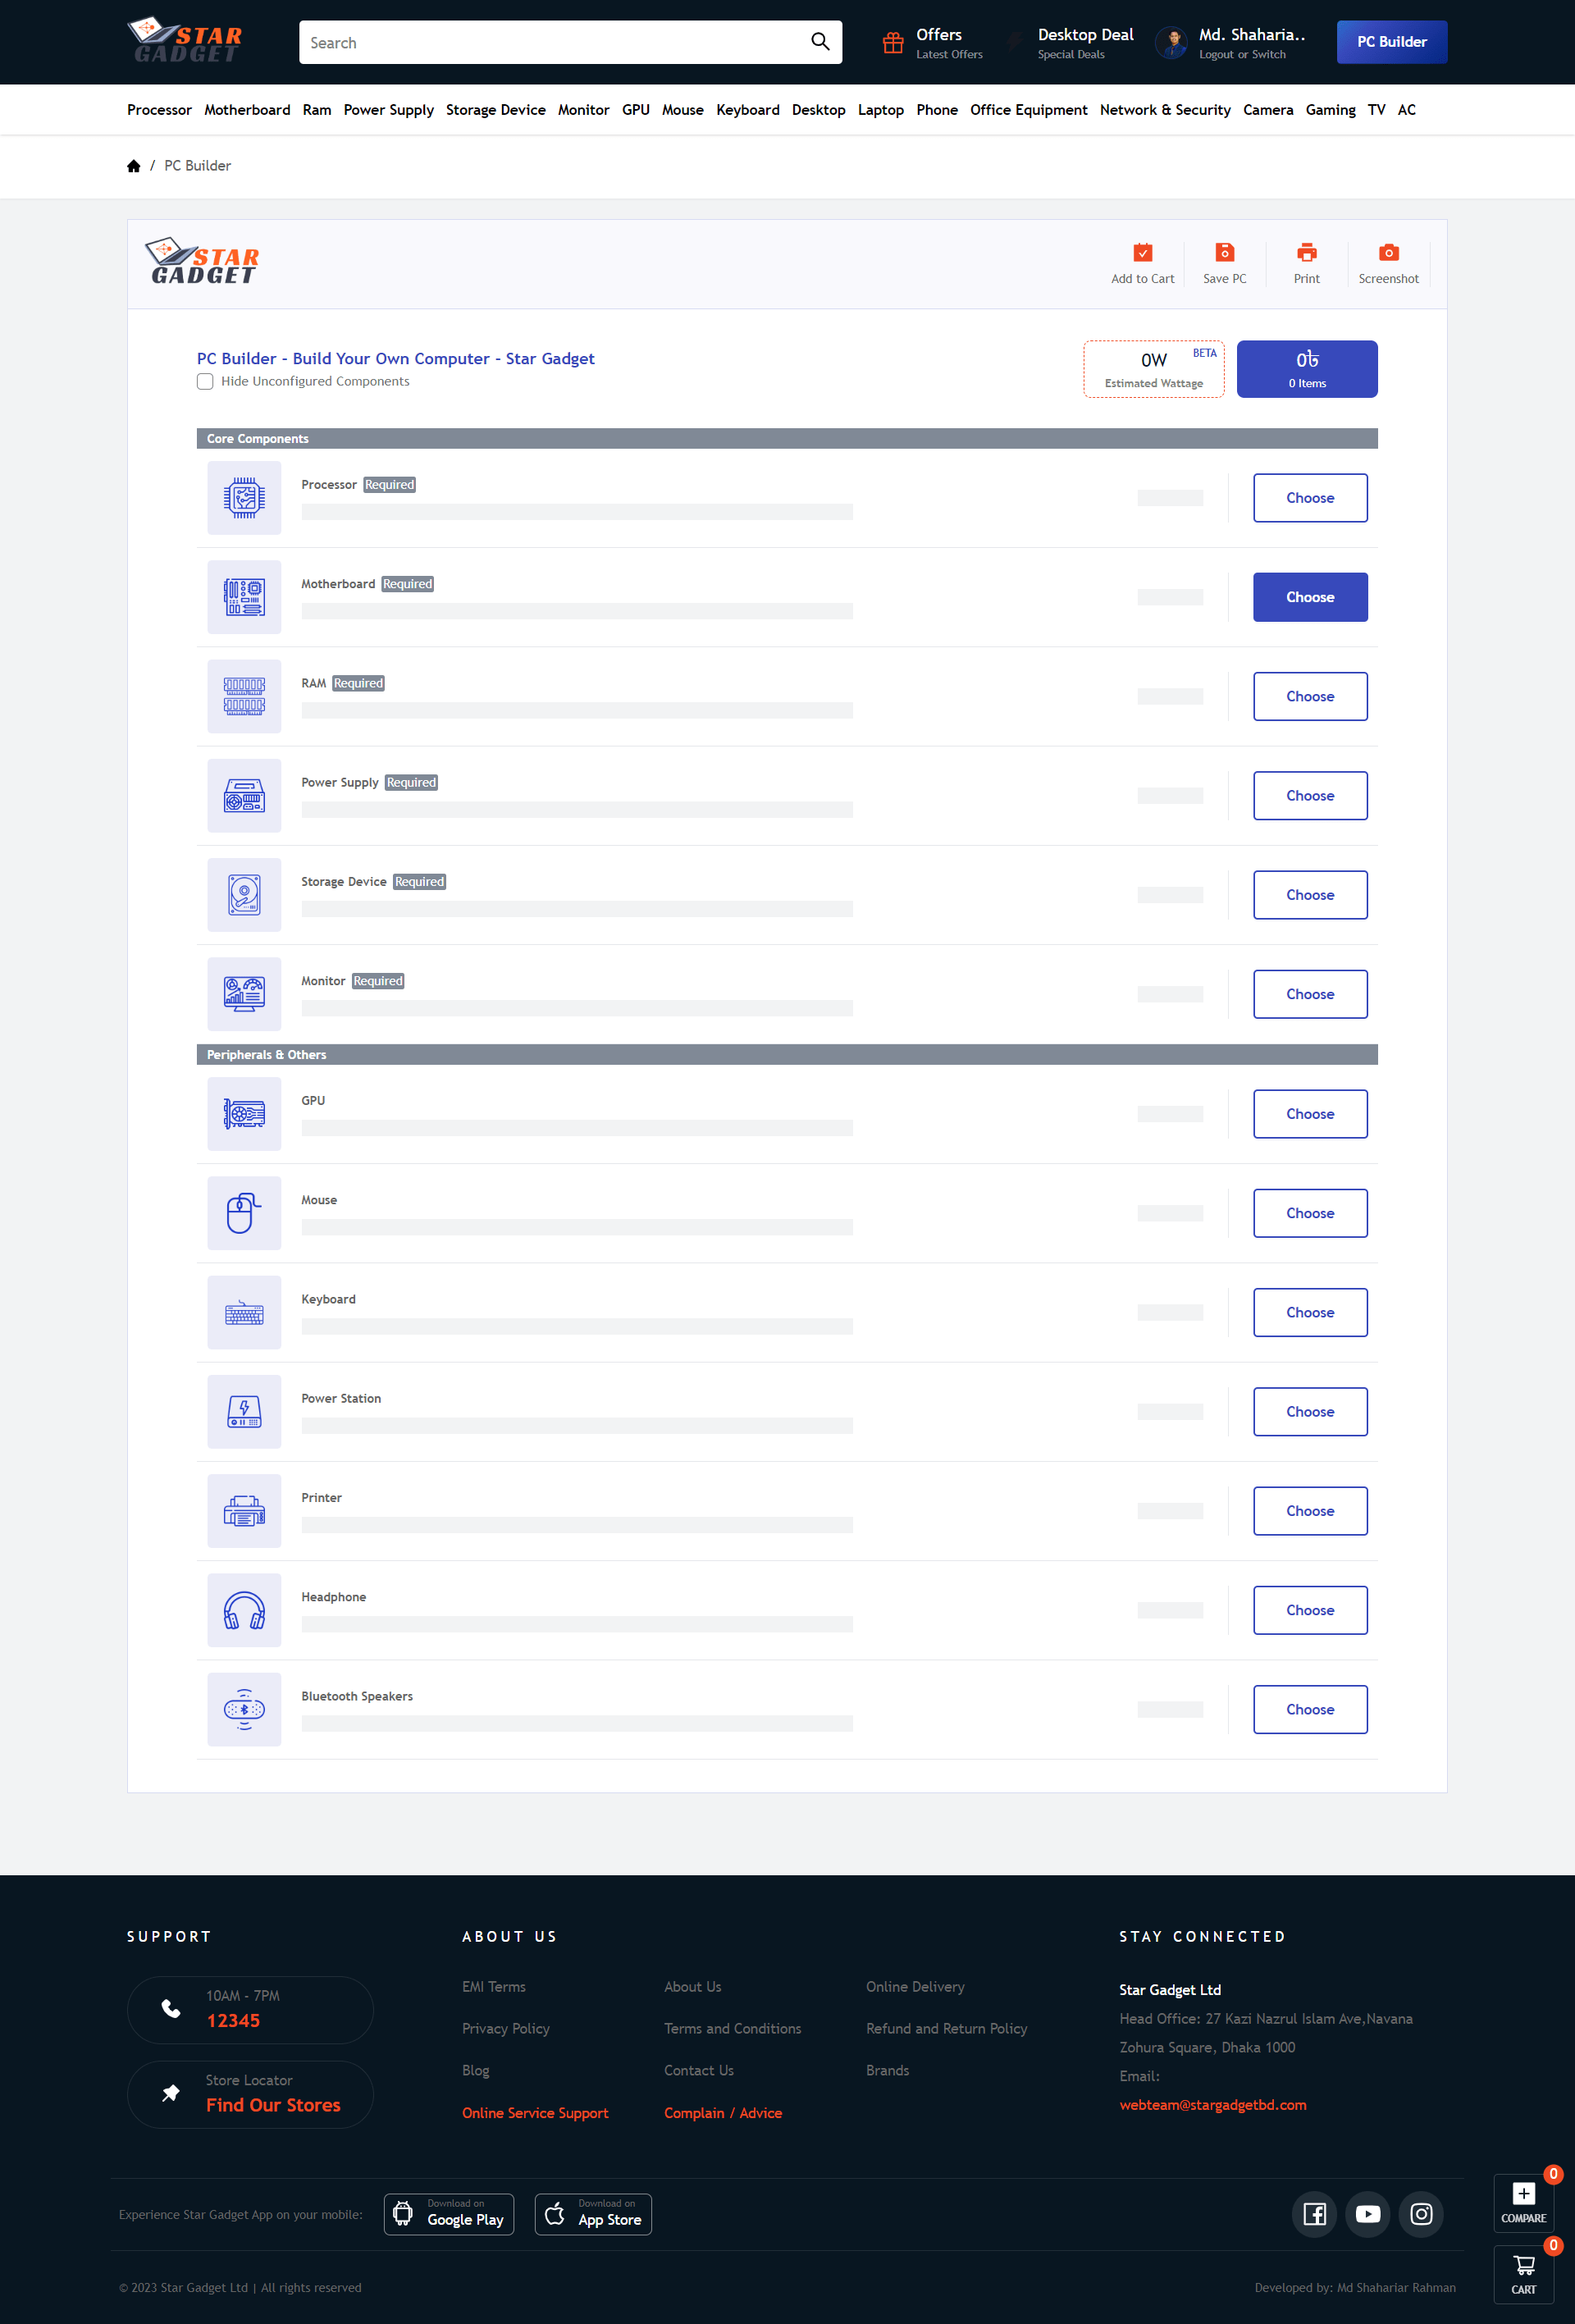 STAR
GADGET
Search
Offers
Latest Offers
Desktop Deal
Special Deals
Md. Shaharia..
Logout or Switch
PC Builder
Processor Motherboard Ram Power Supply Storage Device Monitor GPU Mouse Keyboard Desktop Laptop Phone Office Equipment Network & Security Camera Gaming TV AC
/ PC Builder
STAR
GADGET
Add to Cart
Save PC
Print
Screenshot
PC Builder - Build Your Own Computer - Star Gadget
Hide Unconfigured Components
0W
BETA
Estimated Wattage
0৳
0 Items
Core Components
Processor Required
Choose
Motherboard Required
Choose
RAM Required
Choose
Power Supply Required
Choose
Storage Device Required
Choose
Monitor Required
Choose
Peripherals & Others
GPU
Choose
Mouse
Choose
Keyboard
Choose
Power Station
Choose
Printer
Choose
Headphone
Choose
Bluetooth Speakers
Choose
SUPPORT
10AM - 7PM
12345
Store Locator
Find Our Stores
ABOUT US
EMI Terms
About Us
Online Delivery
Privacy Policy
Terms and Conditions
Refund and Return Policy
Blog
Contact Us
Brands
Online Service Support
Complain / Advice
STAY CONNECTED
Star Gadget Ltd
Head Office: 27 Kazi Nazrul Islam Ave,Navana
Zohura Square, Dhaka 1000
Email:
webteam@stargadgetbd.com
Experience Star Gadget App on your mobile:
Download on
Google Play
Download on
App Store
0
COMPARE
0
CART
© 2023 Star Gadget Ltd | All rights reserved
Developed by: Md Shahariar Rahman